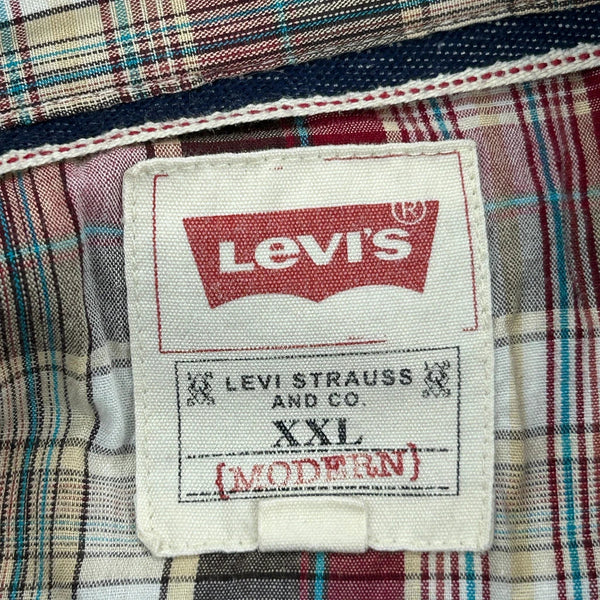 Levi's ®
LEVI STRAUSS
AND CO.
XXL
{MODERN}